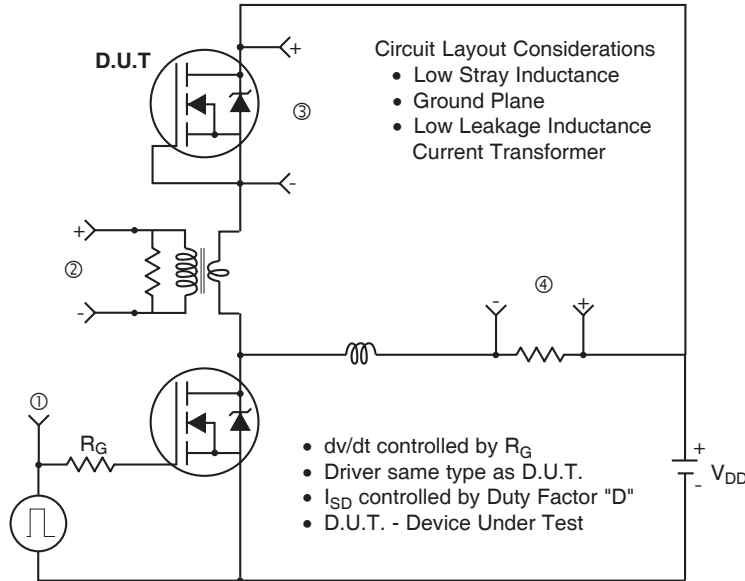 D.U.T
+
Circuit Layout Considerations
• Low Stray Inductance
• Ground Plane
• Low Leakage Inductance
Current Transformer
③
-
+
②
-
④
-
+
①
R_G
• dv/dt controlled by R_G
• Driver same type as D.U.T.
• I_SD controlled by Duty Factor "D"
• D.U.T. - Device Under Test
+
V_DD
-